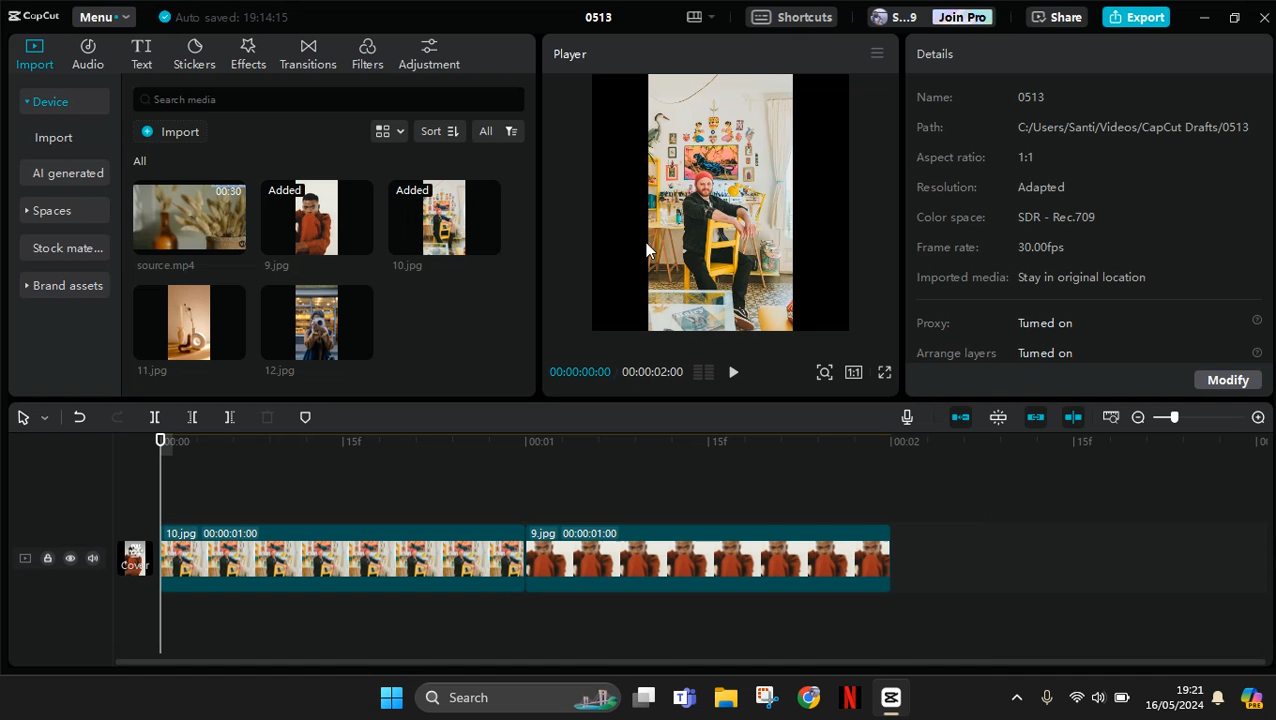 CapCut Menu Auto saved: 19:14:15 0513 Shortcuts S...9 Join Pro Share Export
Import Audio Text Stickers Effects Transitions Filters Adjustment
Device
Import
AI generated
Spaces
Stock mate...
Brand assets
Search media
Import Sort All
All
00:30
source.mp4
Added
9.jpg
Added
10.jpg
11.jpg
12.jpg
Player
00:00:00:00 00:00:02:00 1:1
Details
Name: 0513
Path: C:/Users/Santi/Videos/CapCut Drafts/0513
Aspect ratio: 1:1
Resolution: Adapted
Color space: SDR - Rec.709
Frame rate: 30.00fps
Imported media: Stay in original location
Proxy: Turned on
Arrange layers Turned on
Modify
00:00 15f 00:01 15f 00:02 15f
Cover
10.jpg 00:00:01:00
9.jpg 00:00:01:00
Search
19:21
16/05/2024
PRE